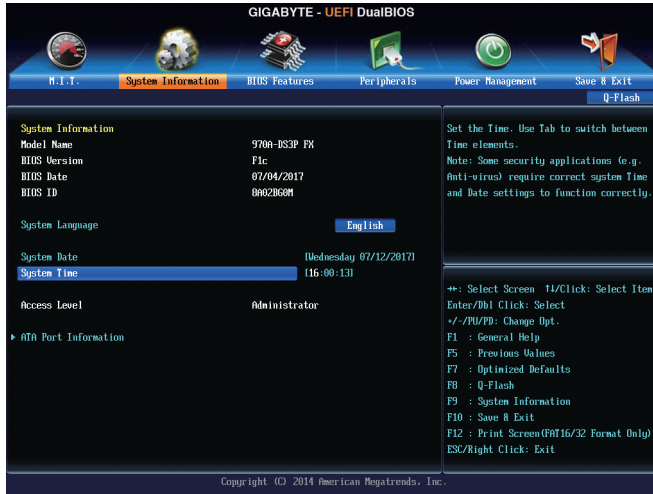 GIGABYTE - UEFI DualBIOS
M.I.T. System Information BIOS Features Peripherals Power Management Save & Exit
Q-Flash
System Information
Model Name 970A-DS3P FX
BIOS Version F1c
BIOS Date 07/04/2017
BIOS ID 8A02BG0M
System Language English
System Date [Wednesday 07/12/2017]
System Time [16:00:13]
Access Level Administrator
ATA Port Information
Set the Time. Use Tab to switch between
Time elements.
Note: Some security applications (e.g.
Anti-virus) require correct system Time
and Date settings to function correctly.
→←: Select Screen ↑↓/Click: Select Item
Enter/Dbl Click: Select
+/-/PU/PD: Change Opt.
F1 : General Help
F5 : Previous Values
F7 : Optimized Defaults
F8 : Q-Flash
F9 : System Information
F10 : Save & Exit
F12 : Print Screen(FAT16/32 Format Only)
ESC/Right Click: Exit
Copyright (C) 2014 American Megatrends, Inc.